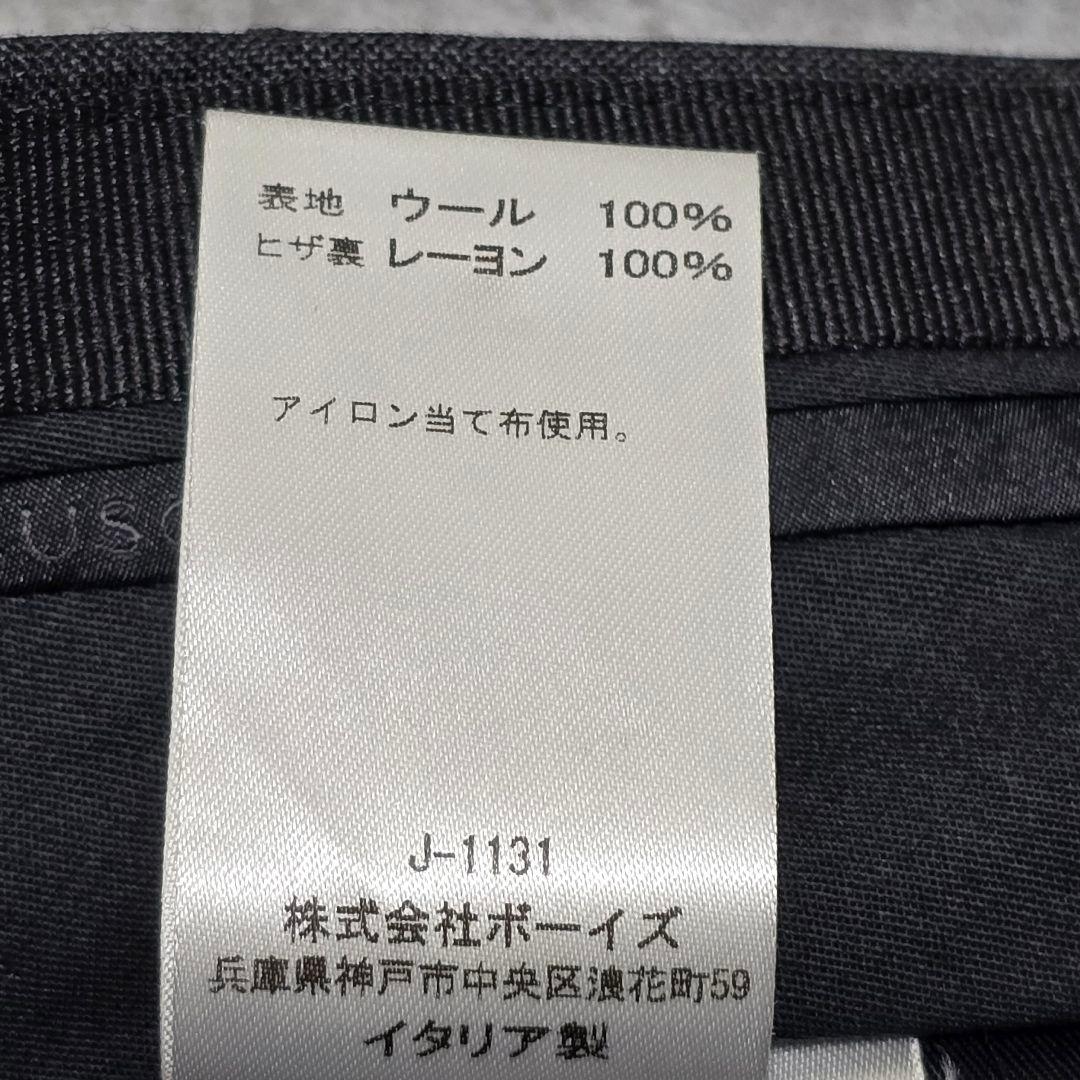 表地 ウール 100%
ヒザ裏 レーヨン 100%
アイロン当て布使用。
US
J-1131
株式会社ボーイズ
兵庫県神戸市中央区浪花町59
イタリア製